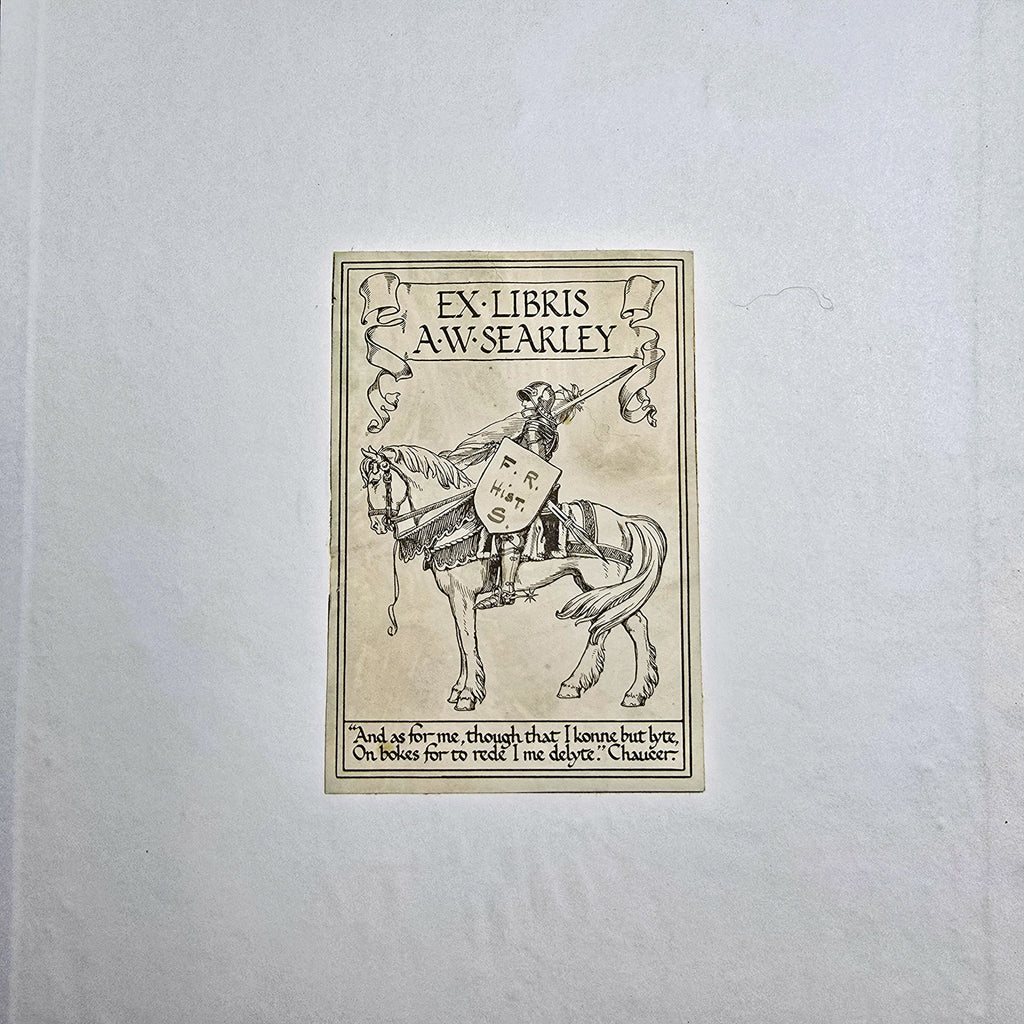 EX·LIBRIS
A·W·SEARLEY
F. R.
HIST.
S.
"And as for me, though that I konne but lyte,
On bokes for to rede I me delyte." Chaucer.